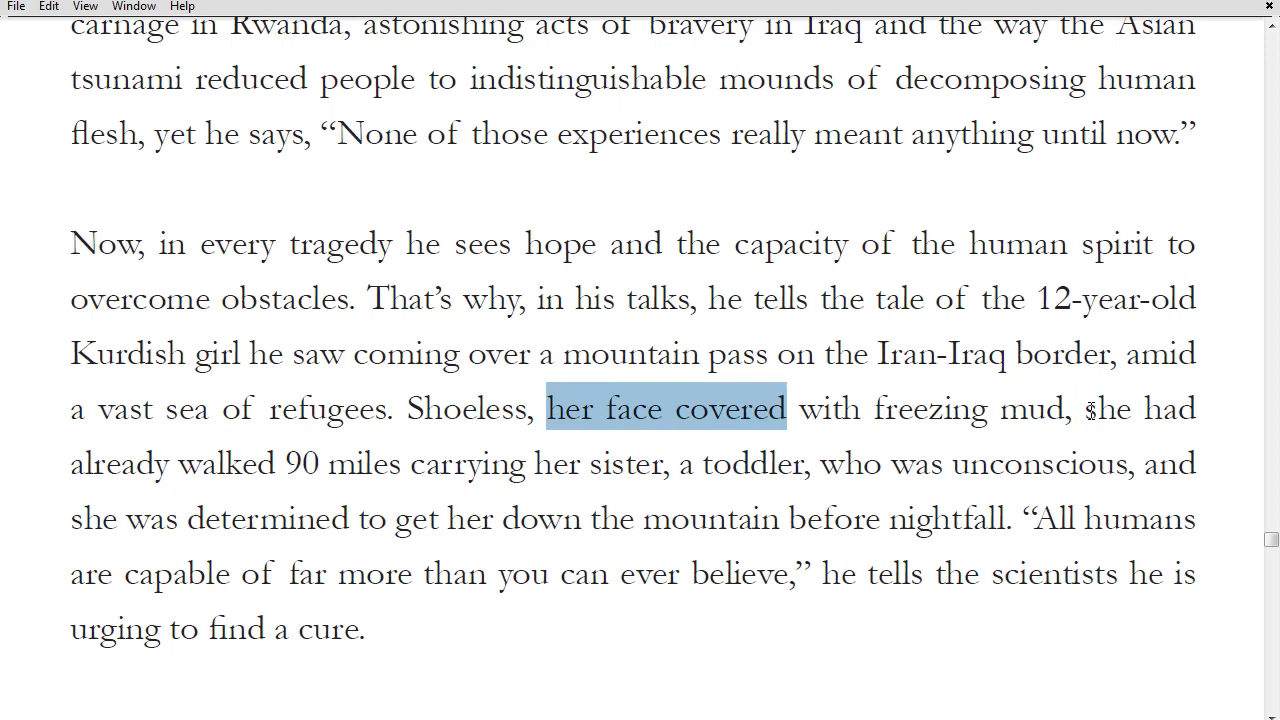 File Edit View Window Help
carnage in Rwanda, astonishing acts of bravery in Iraq and the way the Asian
tsunami reduced people to indistinguishable mounds of decomposing human
flesh, yet he says, “None of those experiences really meant anything until now.”
Now, in every tragedy he sees hope and the capacity of the human spirit to
overcome obstacles. That’s why, in his talks, he tells the tale of the 12-year-old
Kurdish girl he saw coming over a mountain pass on the Iran-Iraq border, amid
a vast sea of refugees. Shoeless, her face covered with freezing mud, she had
already walked 90 miles carrying her sister, a toddler, who was unconscious, and
she was determined to get her down the mountain before nightfall. “All humans
are capable of far more than you can ever believe,” he tells the scientists he is
urging to find a cure.